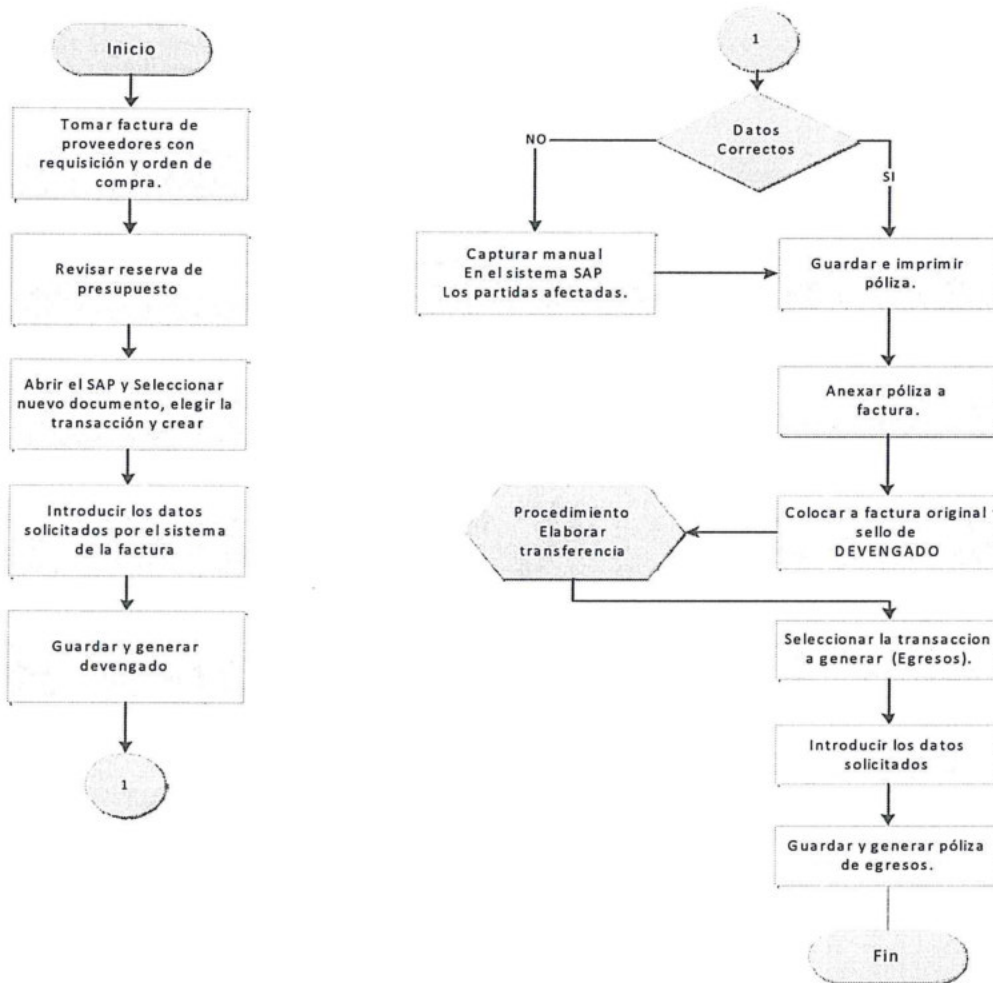 Inicio
Tomar factura de
proveedores con
requisición y orden de
compra.
Revisar reserva de
presupuesto
Abrir el SAP y Seleccionar
nuevo documento, elegir la
transacción y crear
Introducir los datos
solicitados por el sistema
de la factura
Guardar y generar
devengado
1
1
Datos
Correctos
NO
SI
Capturar manual
En el sistema SAP
Los partidas afectadas.
Guardar e imprimir
póliza.
Anexar póliza a
factura.
Colocar a factura original
sello de
DEVENGADO
Procedimiento
Elaborar
transferencia
Seleccionar la transaccion
a generar (Egresos).
Introducir los datos
solicitados
Guardar y generar póliza
de egresos.
Fin